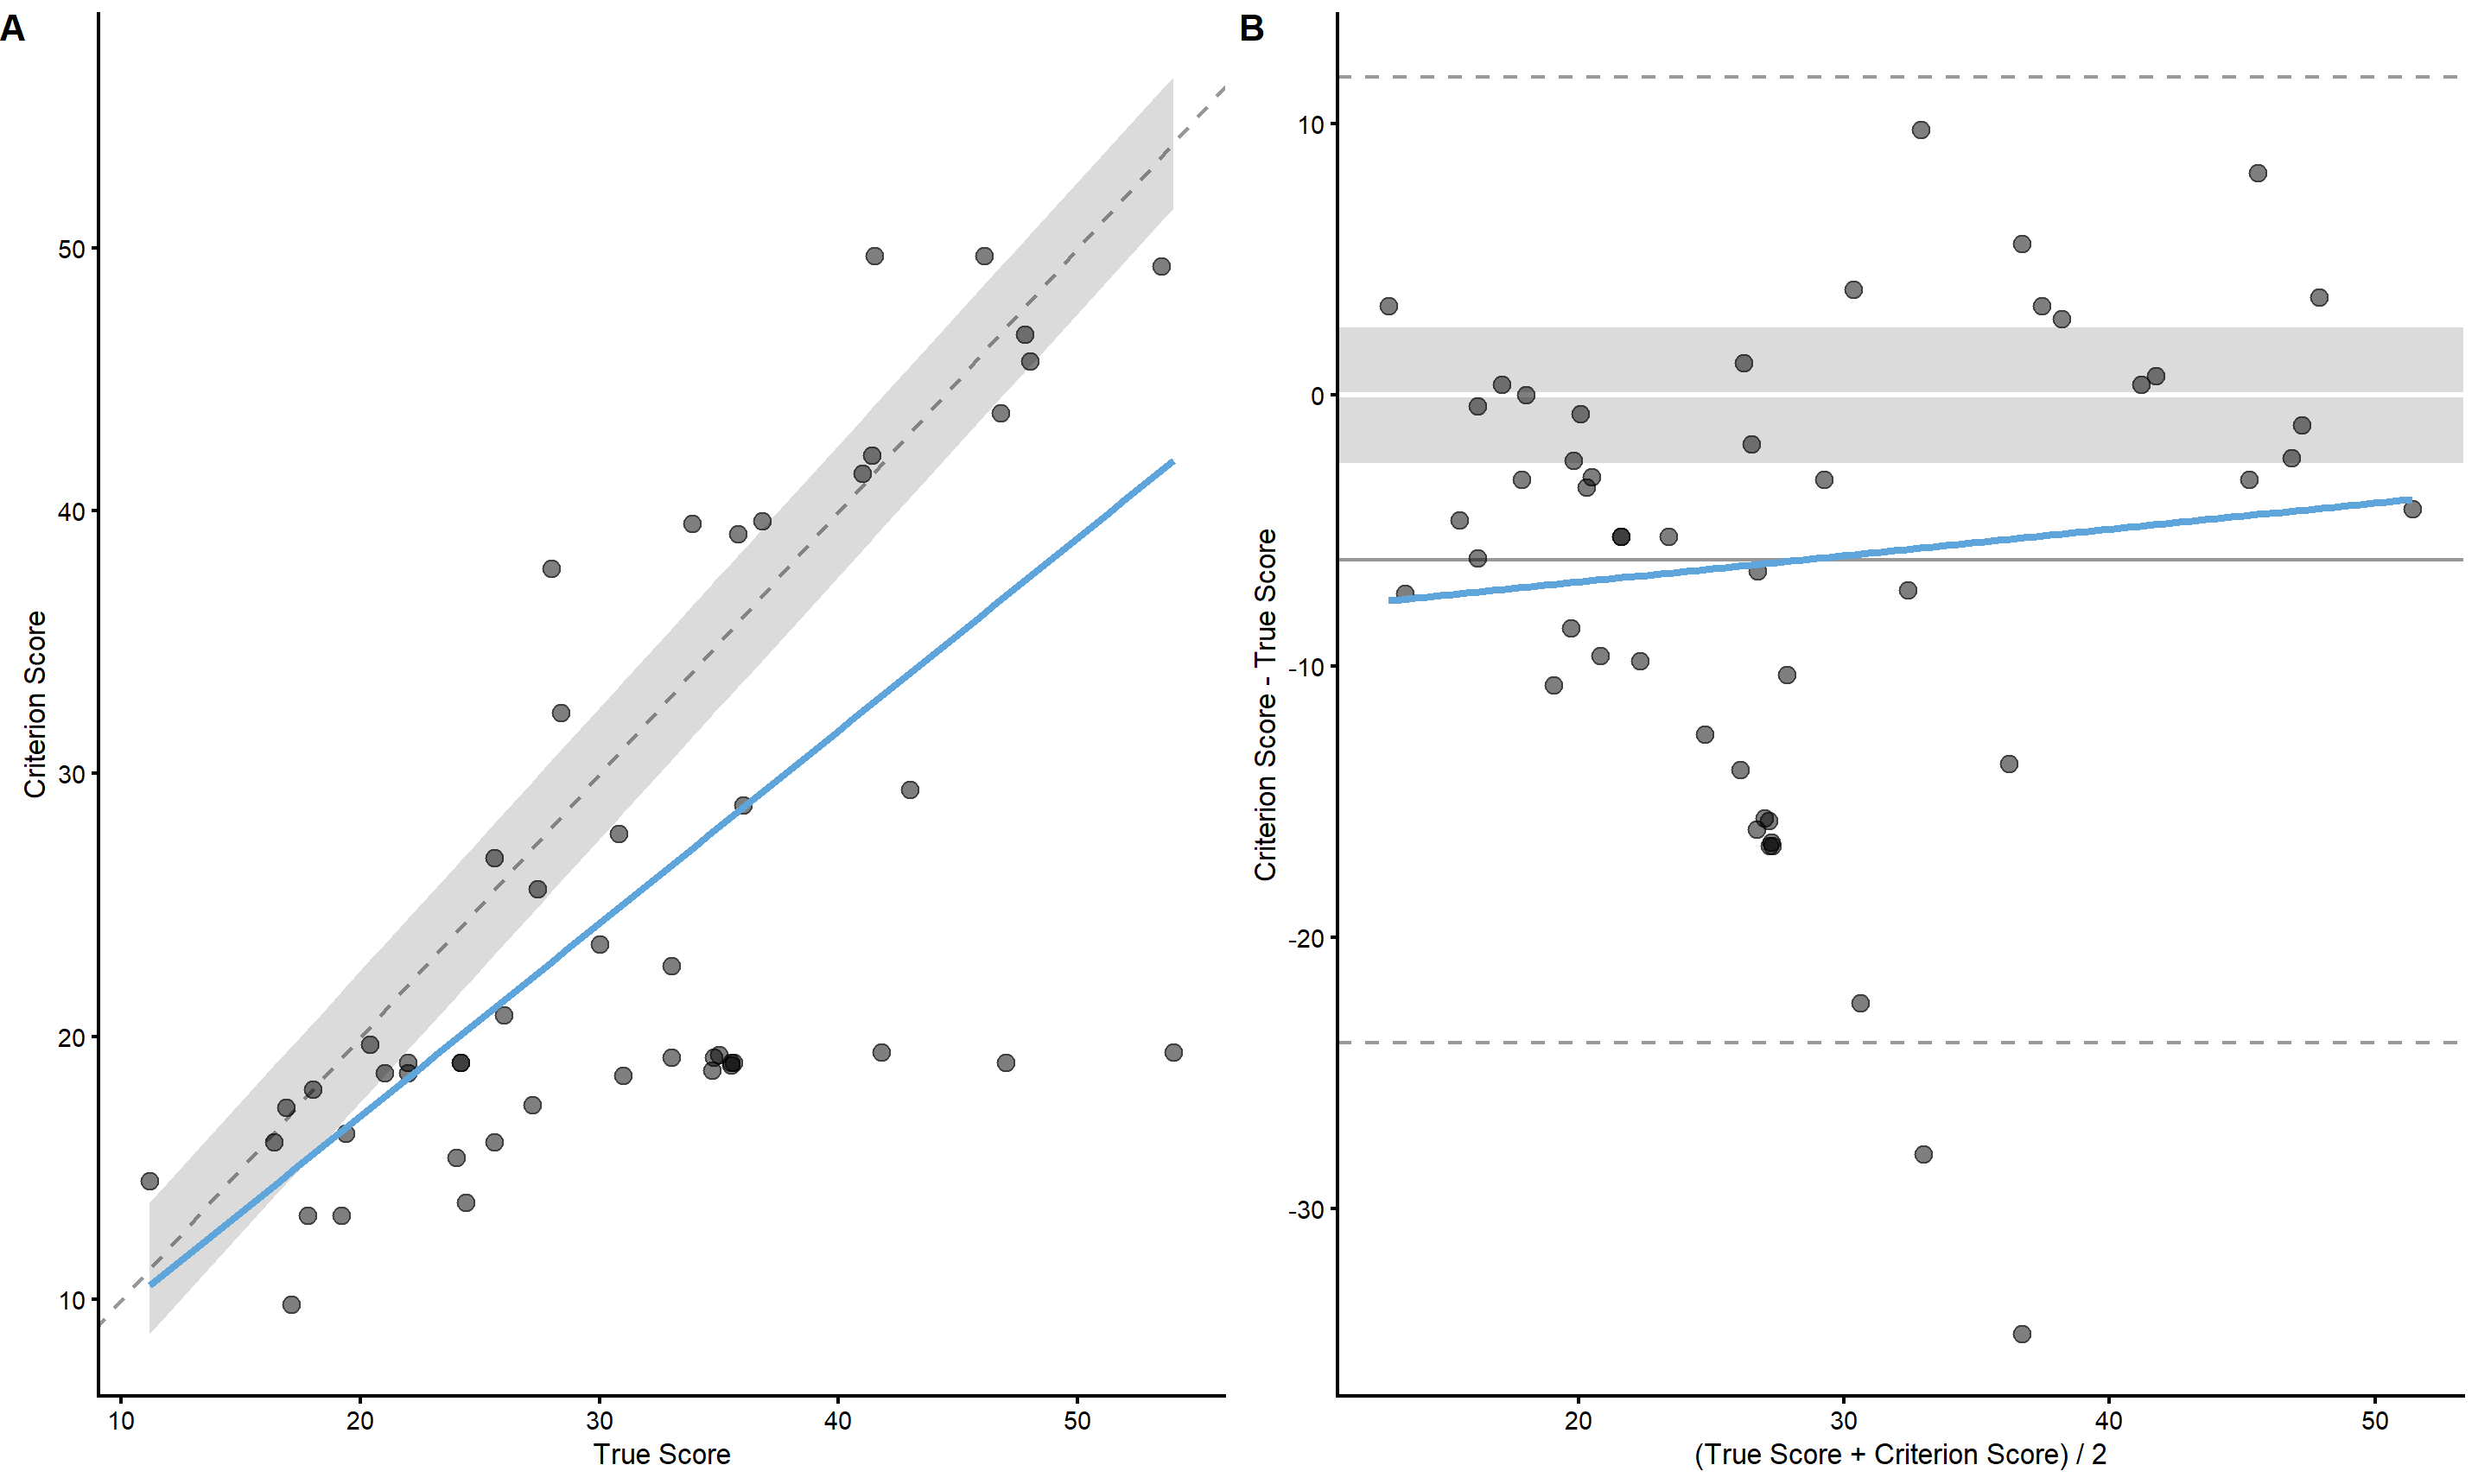 A
Criterion Score
50
40
30
20
10
10 20 30 40 50
True Score
B
Criterion Score - True Score
10
0
-10
-20
-30
20 30 40 50
(True Score + Criterion Score) / 2